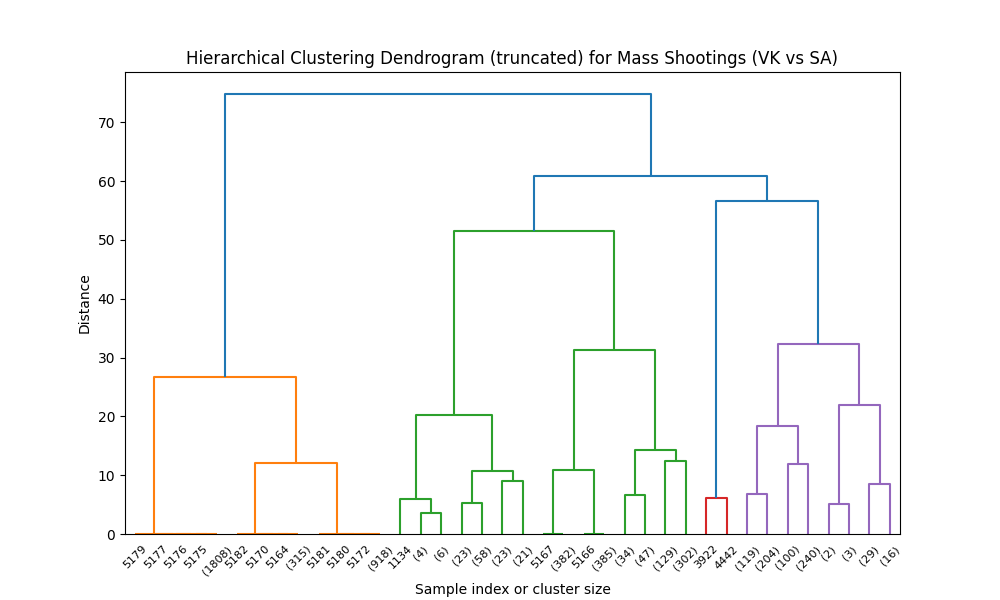 Hierarchical Clustering Dendrogram (truncated) for Mass Shootings (VK vs SA)
Distance
70
60
50
40
30
20
10
0
5179 5177 5176 5175 (1808) 5182 5170 5164 (315) 5181 5180 5172 (918) 1134 (4) (6) (23) (58) (23) (21) 5167 (382) 5166 (385) (34) (47) (129) (302) 3922 4442 (119) (204) (100) (240) (2) (3) (29) (16)
Sample index or cluster size